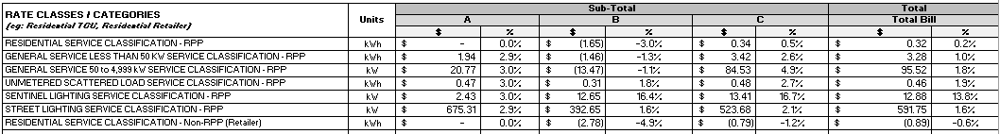 Sub-Total Total
RATE CLASSES / CATEGORIES Units A B C Total Bill
(eg: Residential TOU, Residential Retailer) $ % $ % $ % $ %
RESIDENTIAL SERVICE CLASSIFICATION - RPP kWh $ - 0.0% $ (1.65) -3.0% $ 0.34 0.5% $ 0.32 0.2%
GENERAL SERVICE LESS THAN 50 KW SERVICE CLASSIFICATION - RPP kWh $ 1.94 2.9% $ (1.46) -1.3% $ 3.42 2.6% $ 3.28 1.0%
GENERAL SERVICE 50 to 4,999 kW SERVICE CLASSIFICATION - RPP kW $ 20.77 3.0% $ (13.47) -1.1% $ 84.53 4.9% $ 95.52 1.8%
UNMETERED SCATTERED LOAD SERVICE CLASSIFICATION - RPP kWh $ 0.47 3.0% $ 0.31 1.8% $ 0.48 2.7% $ 0.46 1.9%
SENTINEL LIGHTING SERVICE CLASSIFICATION - RPP kW $ 2.43 3.0% $ 12.65 16.4% $ 13.41 16.7% $ 12.88 13.8%
STREET LIGHTING SERVICE CLASSIFICATION - RPP kW $ 675.31 2.9% $ 392.65 1.6% $ 523.68 2.1% $ 591.75 1.6%
RESIDENTIAL SERVICE CLASSIFICATION - Non-RPP (Retailer) kWh $ - 0.0% $ (2.78) -4.9% $ (0.79) -1.2% $ (0.89) -0.6%